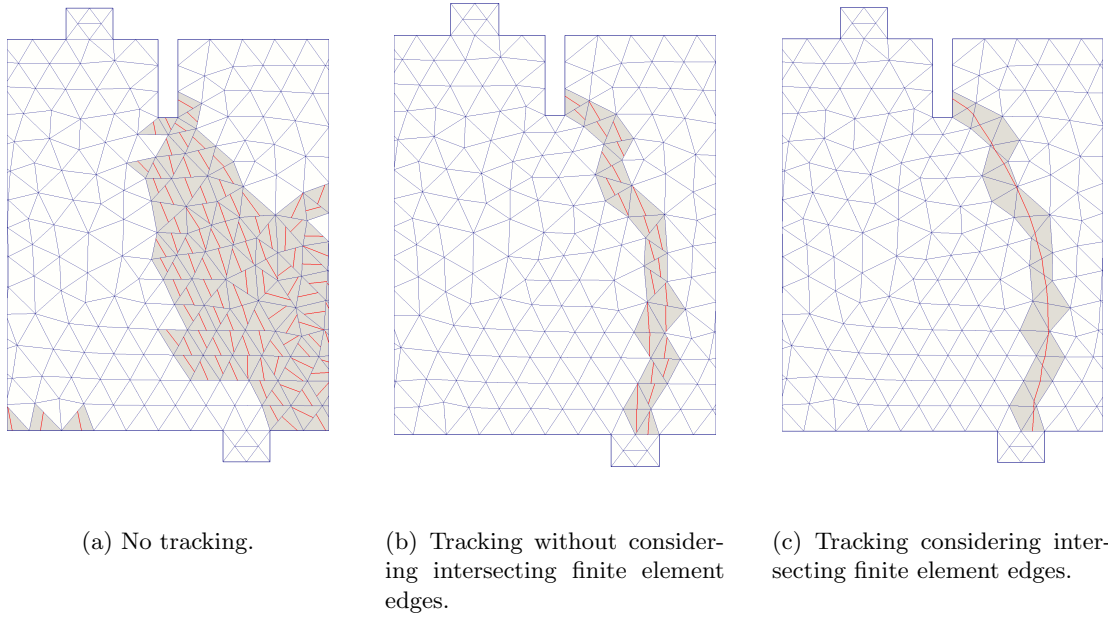 (a) No tracking.
(b) Tracking without consider-
ing intersecting finite element
edges.
(c) Tracking considering inter-
secting finite element edges.